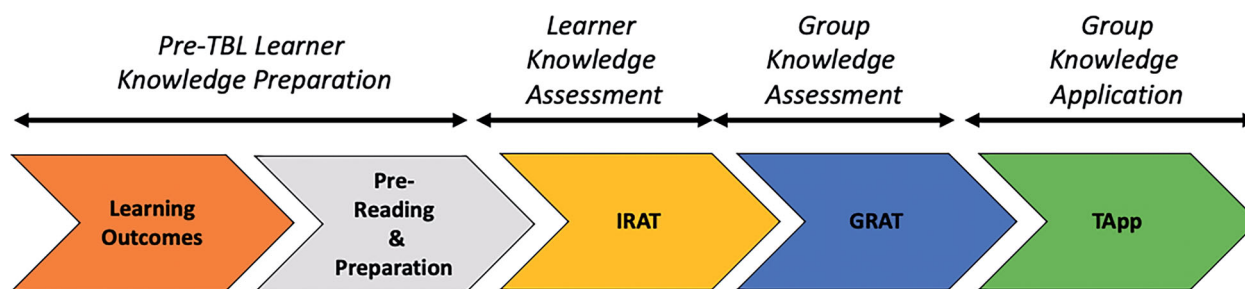 Pre-TBL Learner
Knowledge Preparation
Learner
Knowledge
Assessment
Group
Knowledge
Assessment
Group
Knowledge
Application
Learning
Outcomes
Pre-
Reading
&
Preparation
IRAT
GRAT
TApp